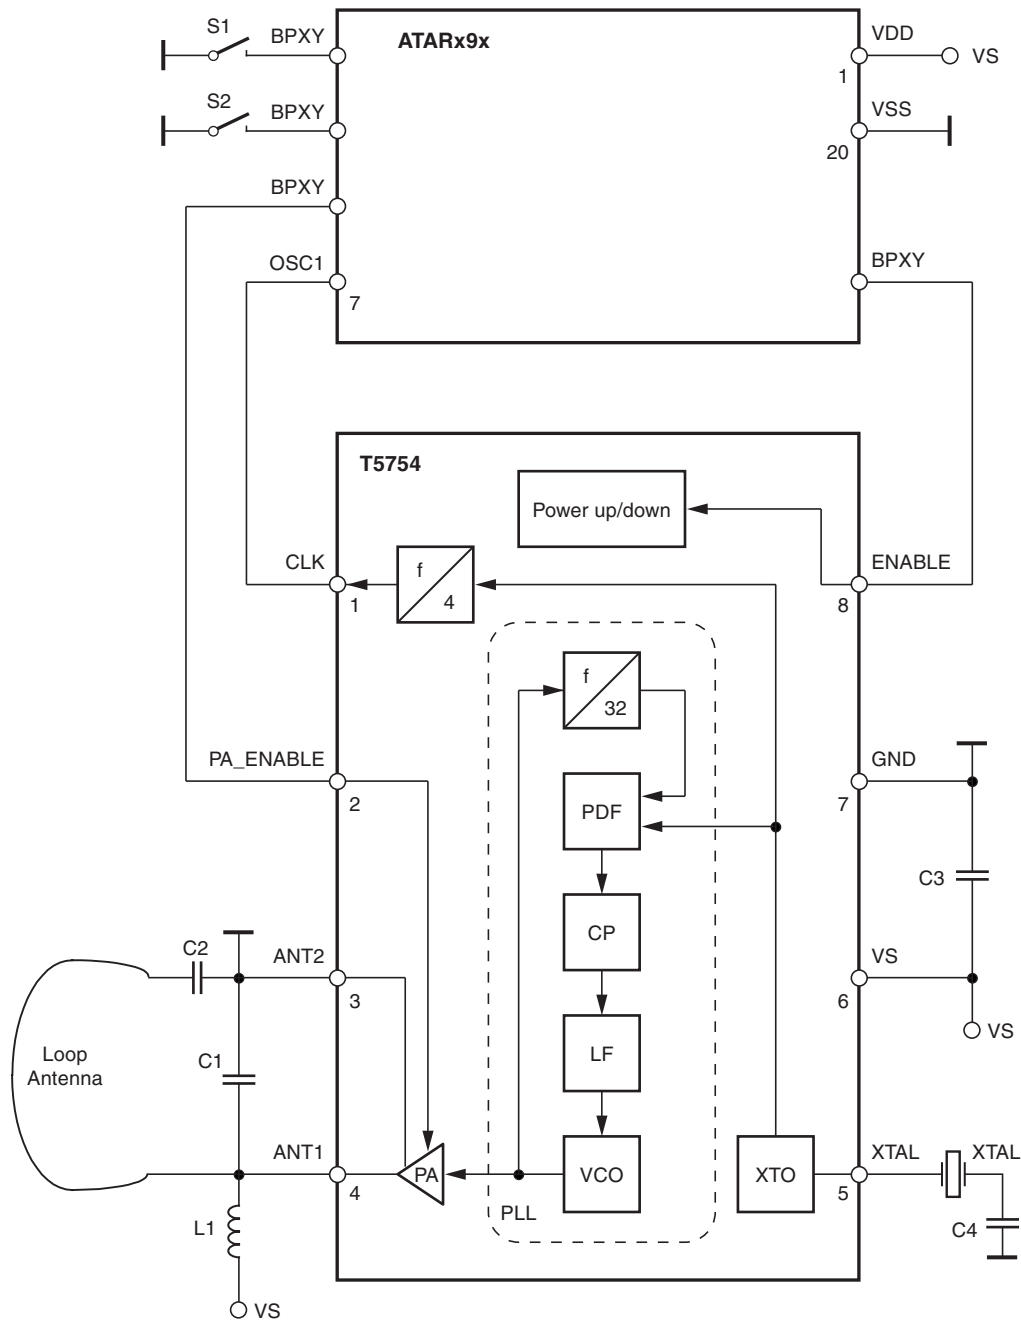 S1
BPXY
ATARx9x
VDD
1
VS
S2
BPXY
VSS
20
BPXY
OSC1
7
BPXY
T5754
Power up/down
CLK
1
f
4
ENABLE
8
f
32
PA_ENABLE
2
PDF
GND
7
C3
CP
C2
ANT2
3
VS
6
VS
Loop
Antenna
C1
LF
ANT1
4
PA
VCO
XTO
XTAL
5
XTAL
PLL
L1
C4
VS